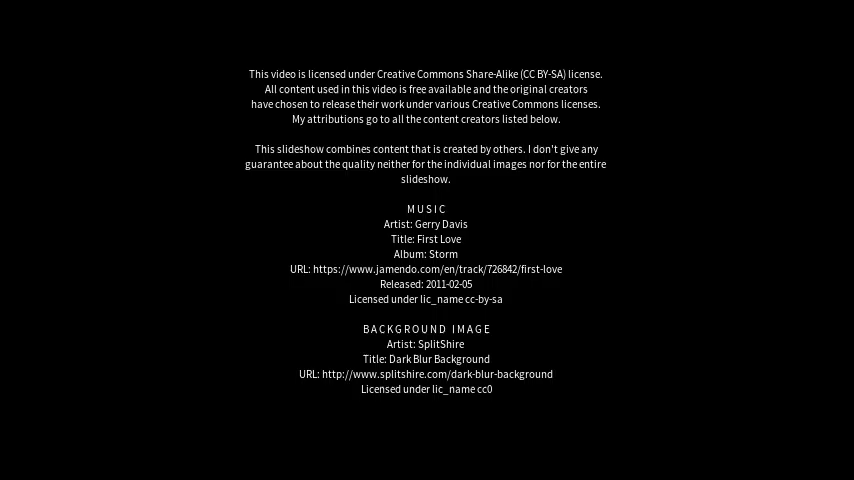 This video is licensed under Creative Commons Share-Alike (CC BY-SA) license.
All content used in this video is free available and the original creators
have chosen to release their work under various Creative Commons licenses.
My attributions go to all the content creators listed below.
This slideshow combines content that is created by others. I don't give any
guarantee about the quality neither for the individual images nor for the entire
slideshow.
MUSIC
Artist: Gerry Davis
Title: First Love
Album: Storm
URL: https://www.jamendo.com/en/track/726842/first-love
Released: 2011-02-05
Licensed under lic_name cc-by-sa
BACKGROUND IMAGE
Artist: SplitShire
Title: Dark Blur Background
URL: http://www.splitshire.com/dark-blur-background
Licensed under lic_name cc0